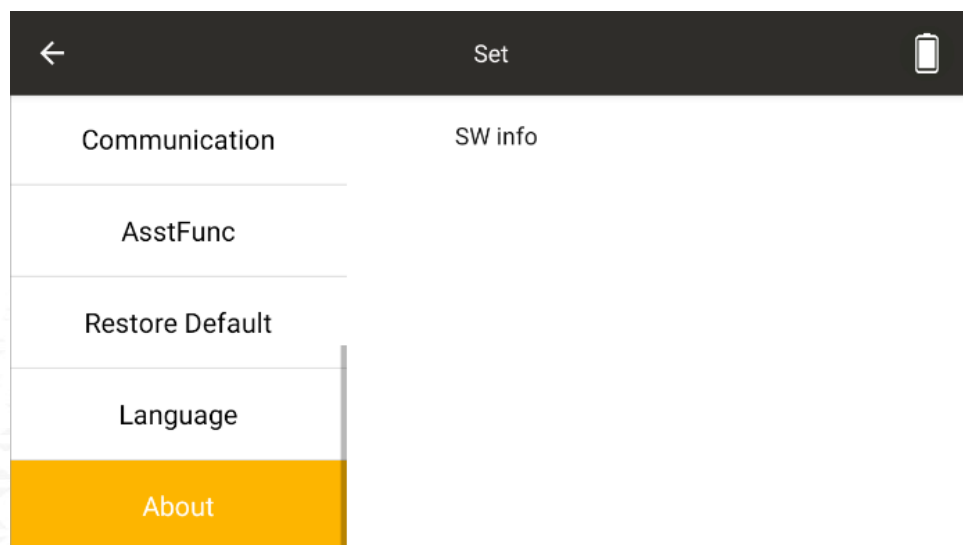 Set
Communication
SW info
AsstFunc
Restore Default
Language
About